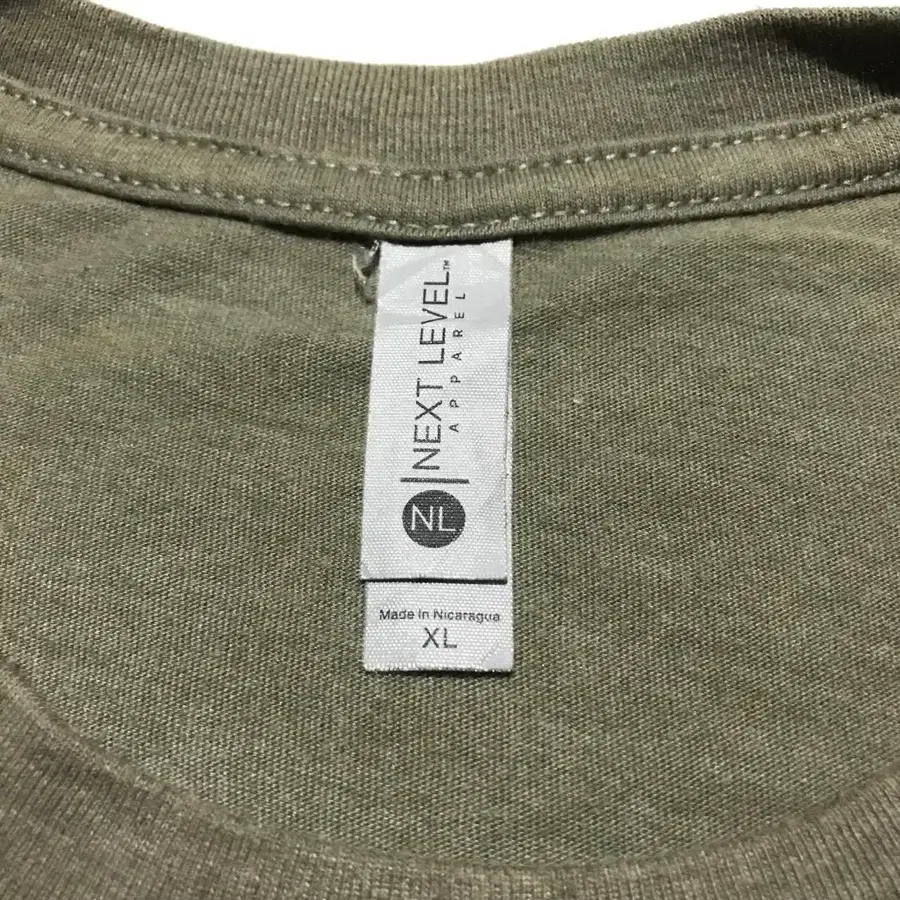 NEXT LEVEL™
APPAREL
NL
Made in Nicaragua
XL